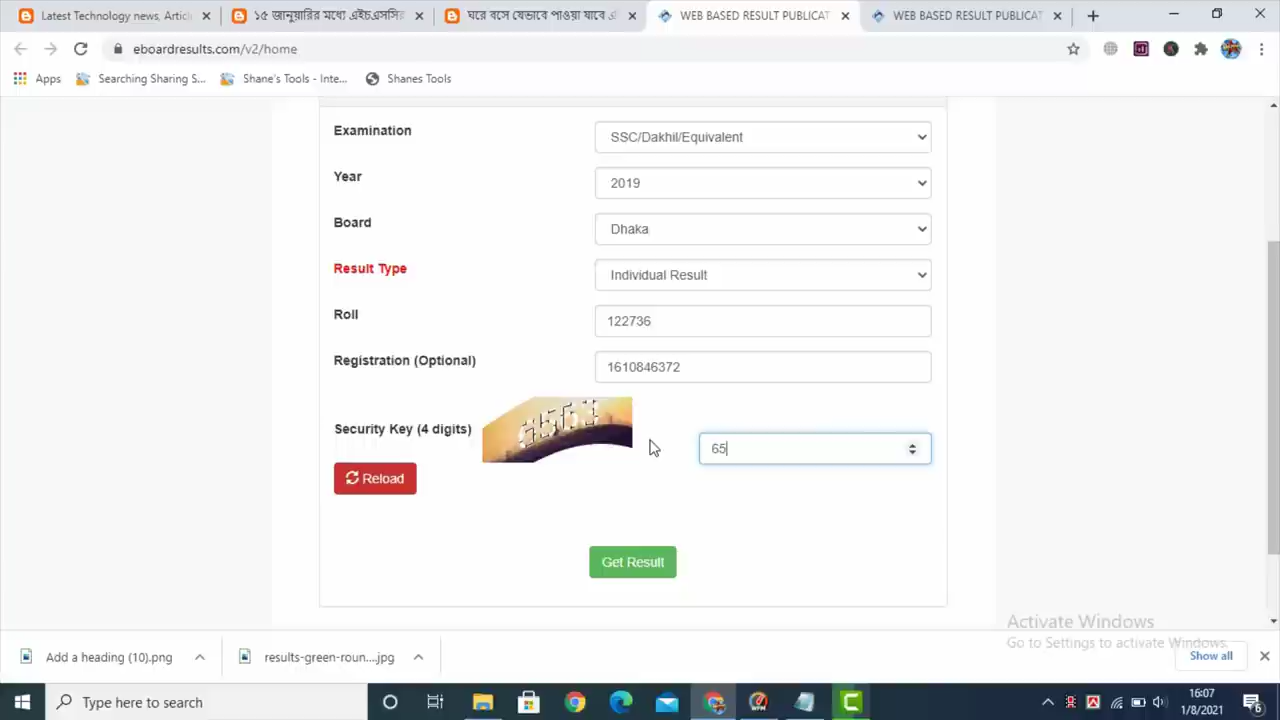 Latest Technology news, Artic
১৫ জানুয়ারির মধ্যে এইচএসসির
ঘরে বসে যেভাবে পাওয়া যাবে এই
WEB BASED RESULT PUBLICAT
WEB BASED RESULT PUBLICAT
eboardresults.com/v2/home
Apps
Searching Sharing S...
Shane's Tools - Inte...
Shanes Tools
Examination
SSC/Dakhil/Equivalent
Year
2019
Board
Dhaka
Result Type
Individual Result
Roll
122736
Registration (Optional)
1610846372
Security Key (4 digits)
65
Reload
Get Result
Activate Windows
Go to Settings to activate Windows.
Add a heading (10).png
results-green-roun....jpg
Show all
Type here to search
16:07
1/8/2021
6